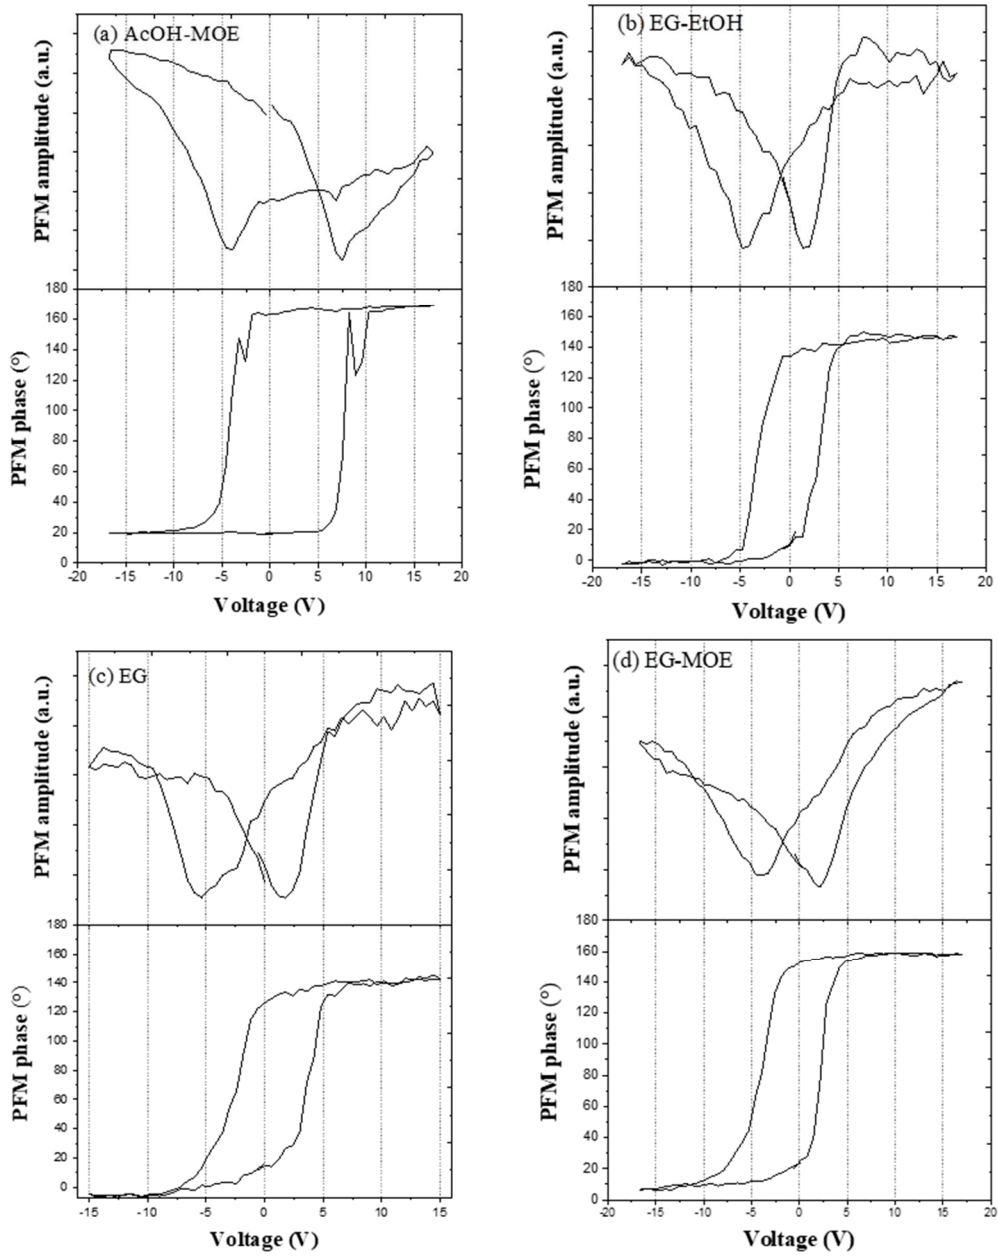 (a) AcOH-MOE
PFM amplitude (a.u.)
180
160
140
120
100
80
60
40
20
0
PFM phase (°)
-20 -15 -10 -5 0 5 10 15 20
Voltage (V)
(b) EG-EtOH
PFM amplitude (a.u.)
160
140
120
100
80
60
40
20
0
PFM phase (°)
-20 -15 -10 -5 0 5 10 15 20
Voltage (V)
(c) EG
PFM amplitude (a.u.)
180
160
140
120
100
80
60
40
20
0
PFM phase (°)
-15 -10 -5 0 5 10 15
Voltage (V)
(d) EG-MOE
PFM amplitude (a.u.)
180
160
140
120
100
80
60
40
20
0
PFM phase (°)
-20 -15 -10 -5 0 5 10 15 20
Voltage (V)